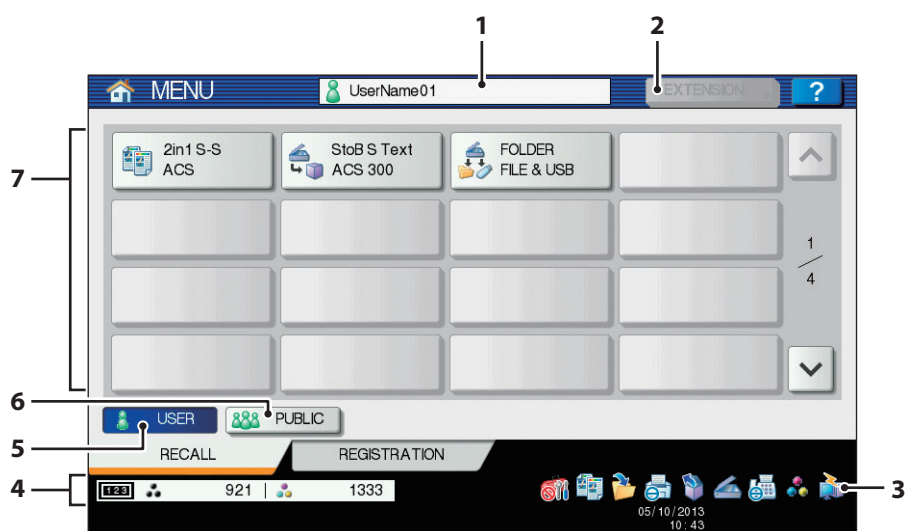 1 2
MENU UserName01 EXTENSION ?
7
2in1 S-S
ACS
StoB S Text
ACS 300
FOLDER
FILE & USB
1
4
6
USER PUBLIC
5
RECALL REGISTRATION
4 123 921 1333 3
05/10/2013
10:43